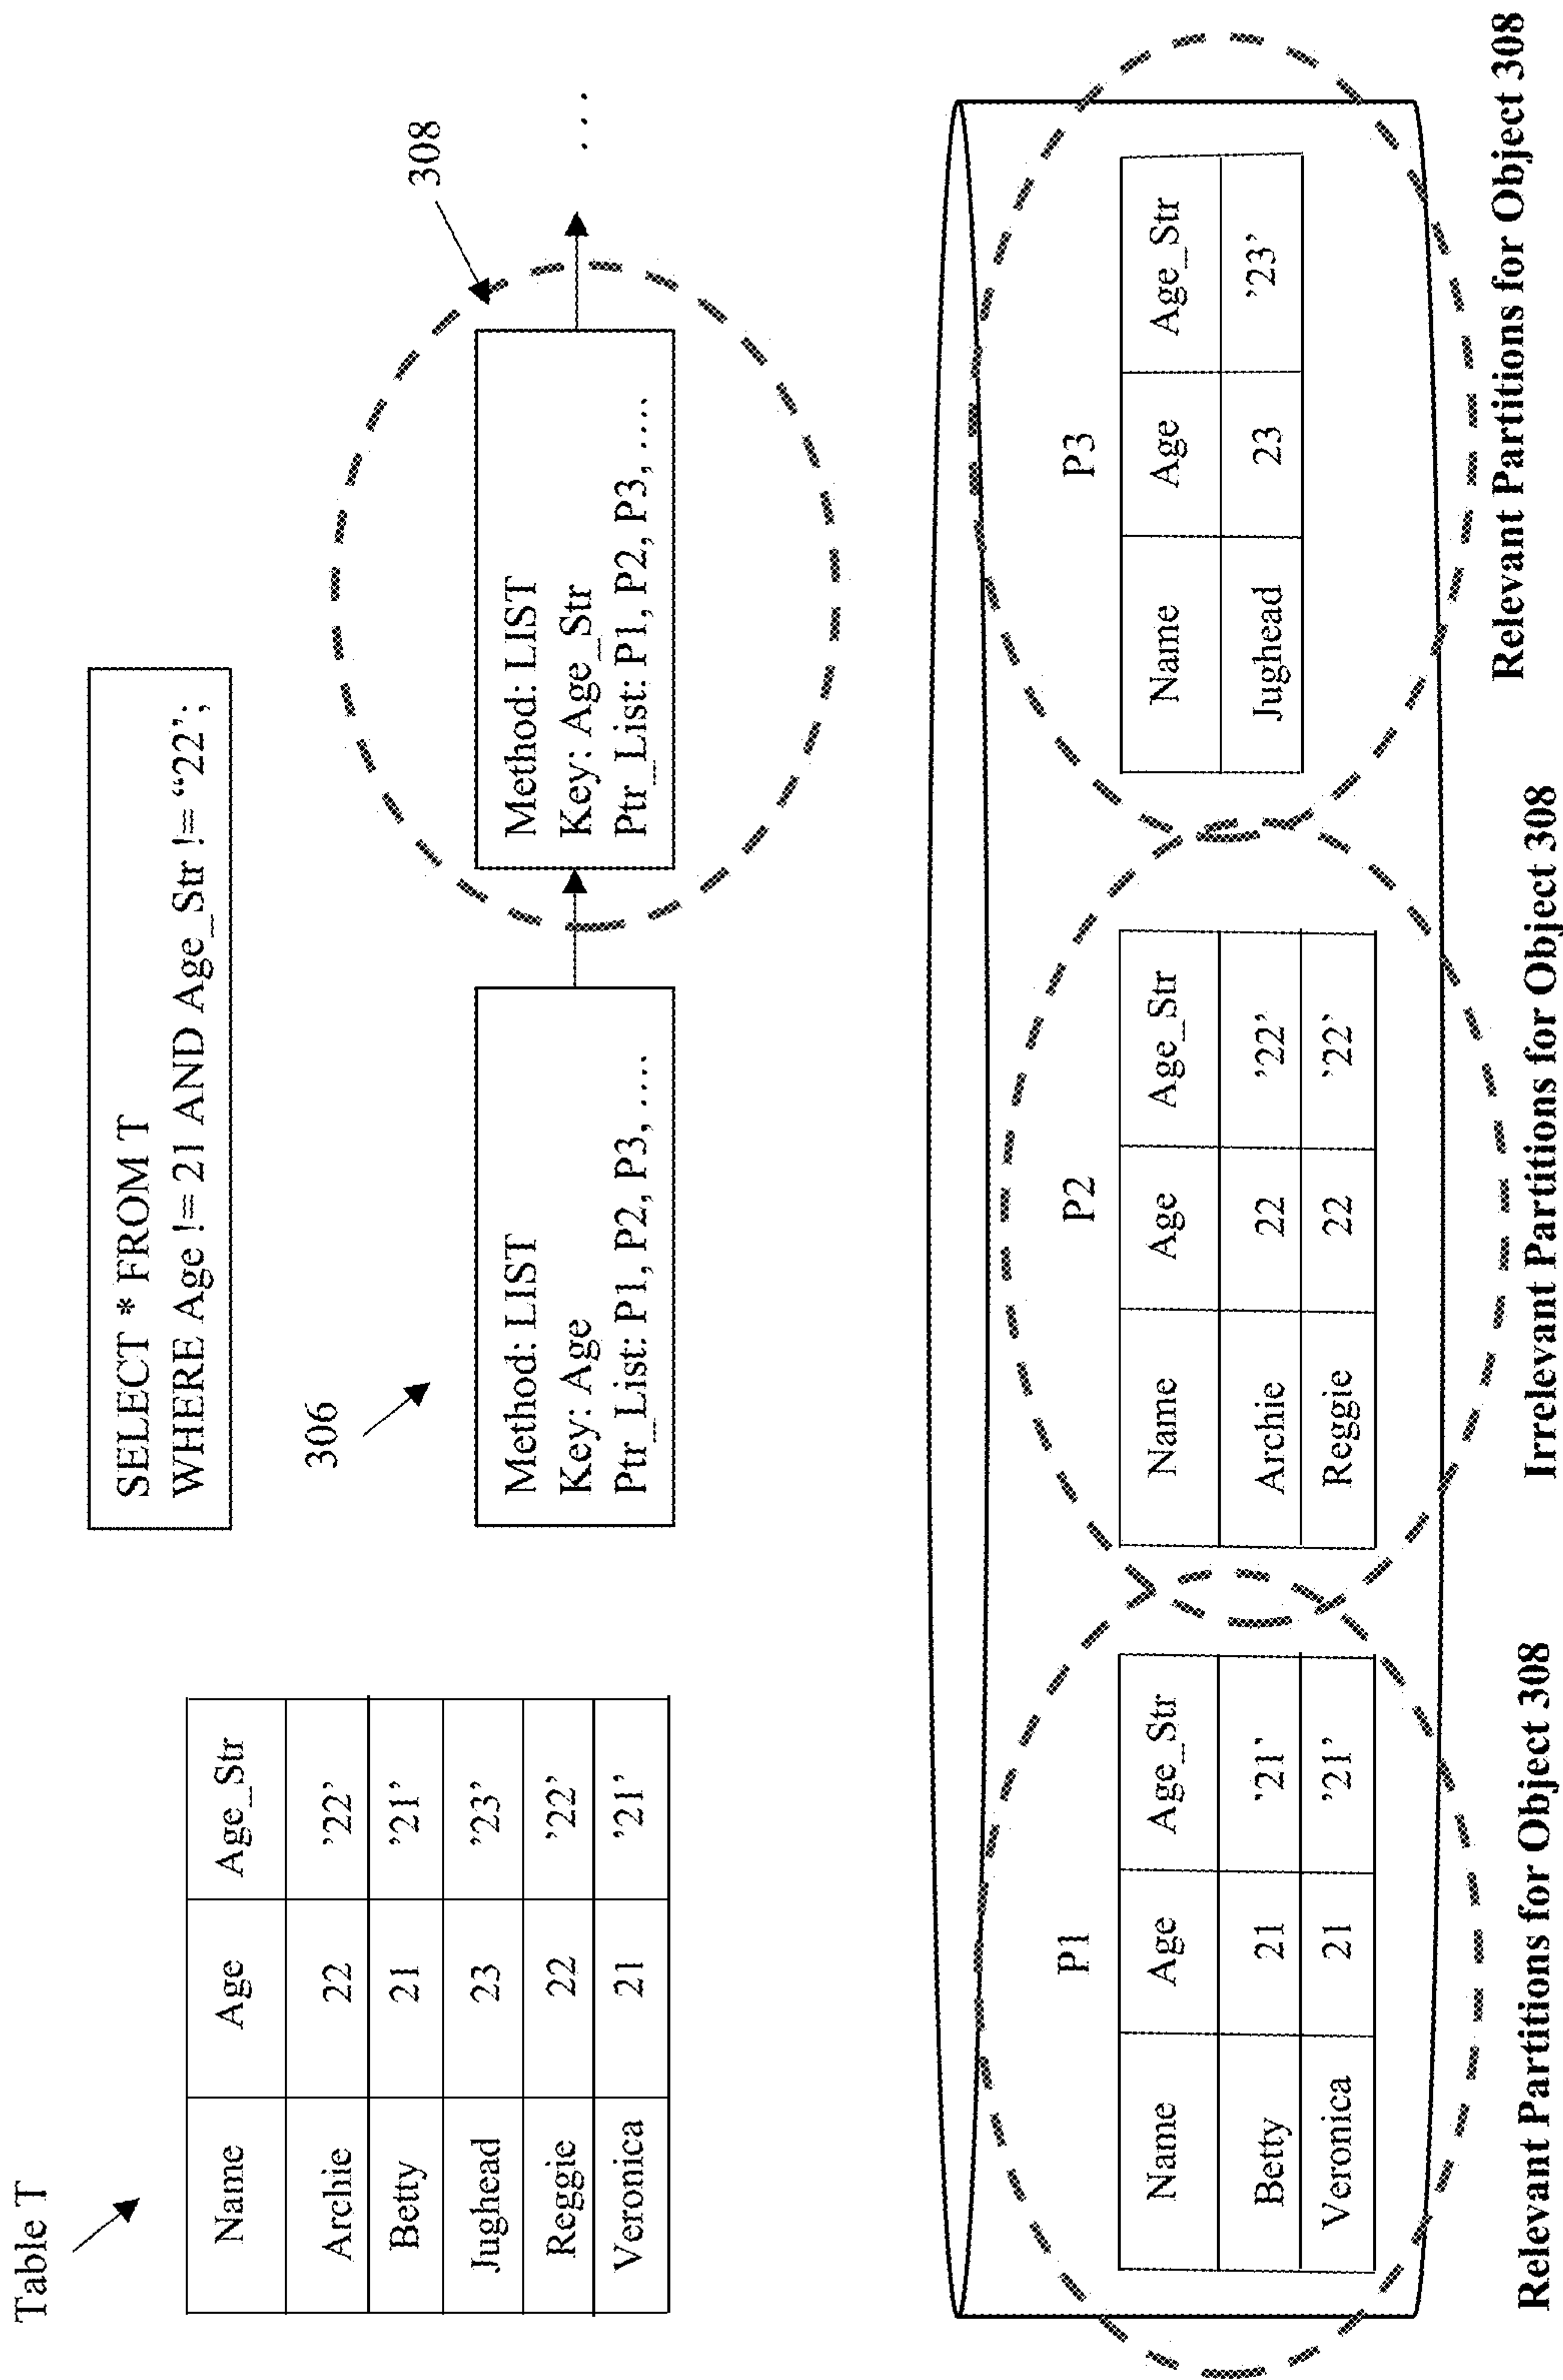 Table T
Name Age Age_Str
Archie 22 ’22’
Betty 21 ’21’
Jughead 23 ’23’
Reggie 22 ’22’
Veronica 21 ’21’
SELECT * FROM T
WHERE Age != 21 AND Age_Str != “22”;
306
Method: LIST
Key: Age
Ptr_List: P1, P2, P3, ....
308
Method: LIST
Key: Age_Str
Ptr_List: P1, P2, P3, ....
. . .
P1
Name Age Age_Str
Betty 21 ’21’
Veronica 21 ’21’
Relevant Partitions for Object 308
P2
Name Age Age_Str
Archie 22 ’22’
Reggie 22 ’22’
Irrelevant Partitions for Object 308
P3
Name Age Age_Str
Jughead 23 ’23’
Relevant Partitions for Object 308